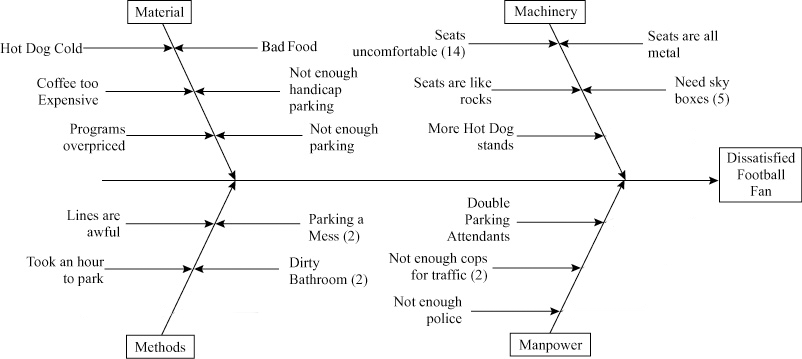 Material
Machinery
Hot Dog Cold
Bad Food
Seats
uncomfortable (14)
Seats are all
metal
Coffee too
Expensive
Not enough
handicap
parking
Seats are like
rocks
Need sky
boxes (5)
Programs
overpriced
Not enough
parking
More Hot Dog
stands
Dissatisfied
Football
Fan
Lines are
awful
Parking a
Mess (2)
Double
Parking
Attendants
Took an hour
to park
Dirty
Bathroom (2)
Not enough cops
for traffic (2)
Not enough
police
Methods
Manpower